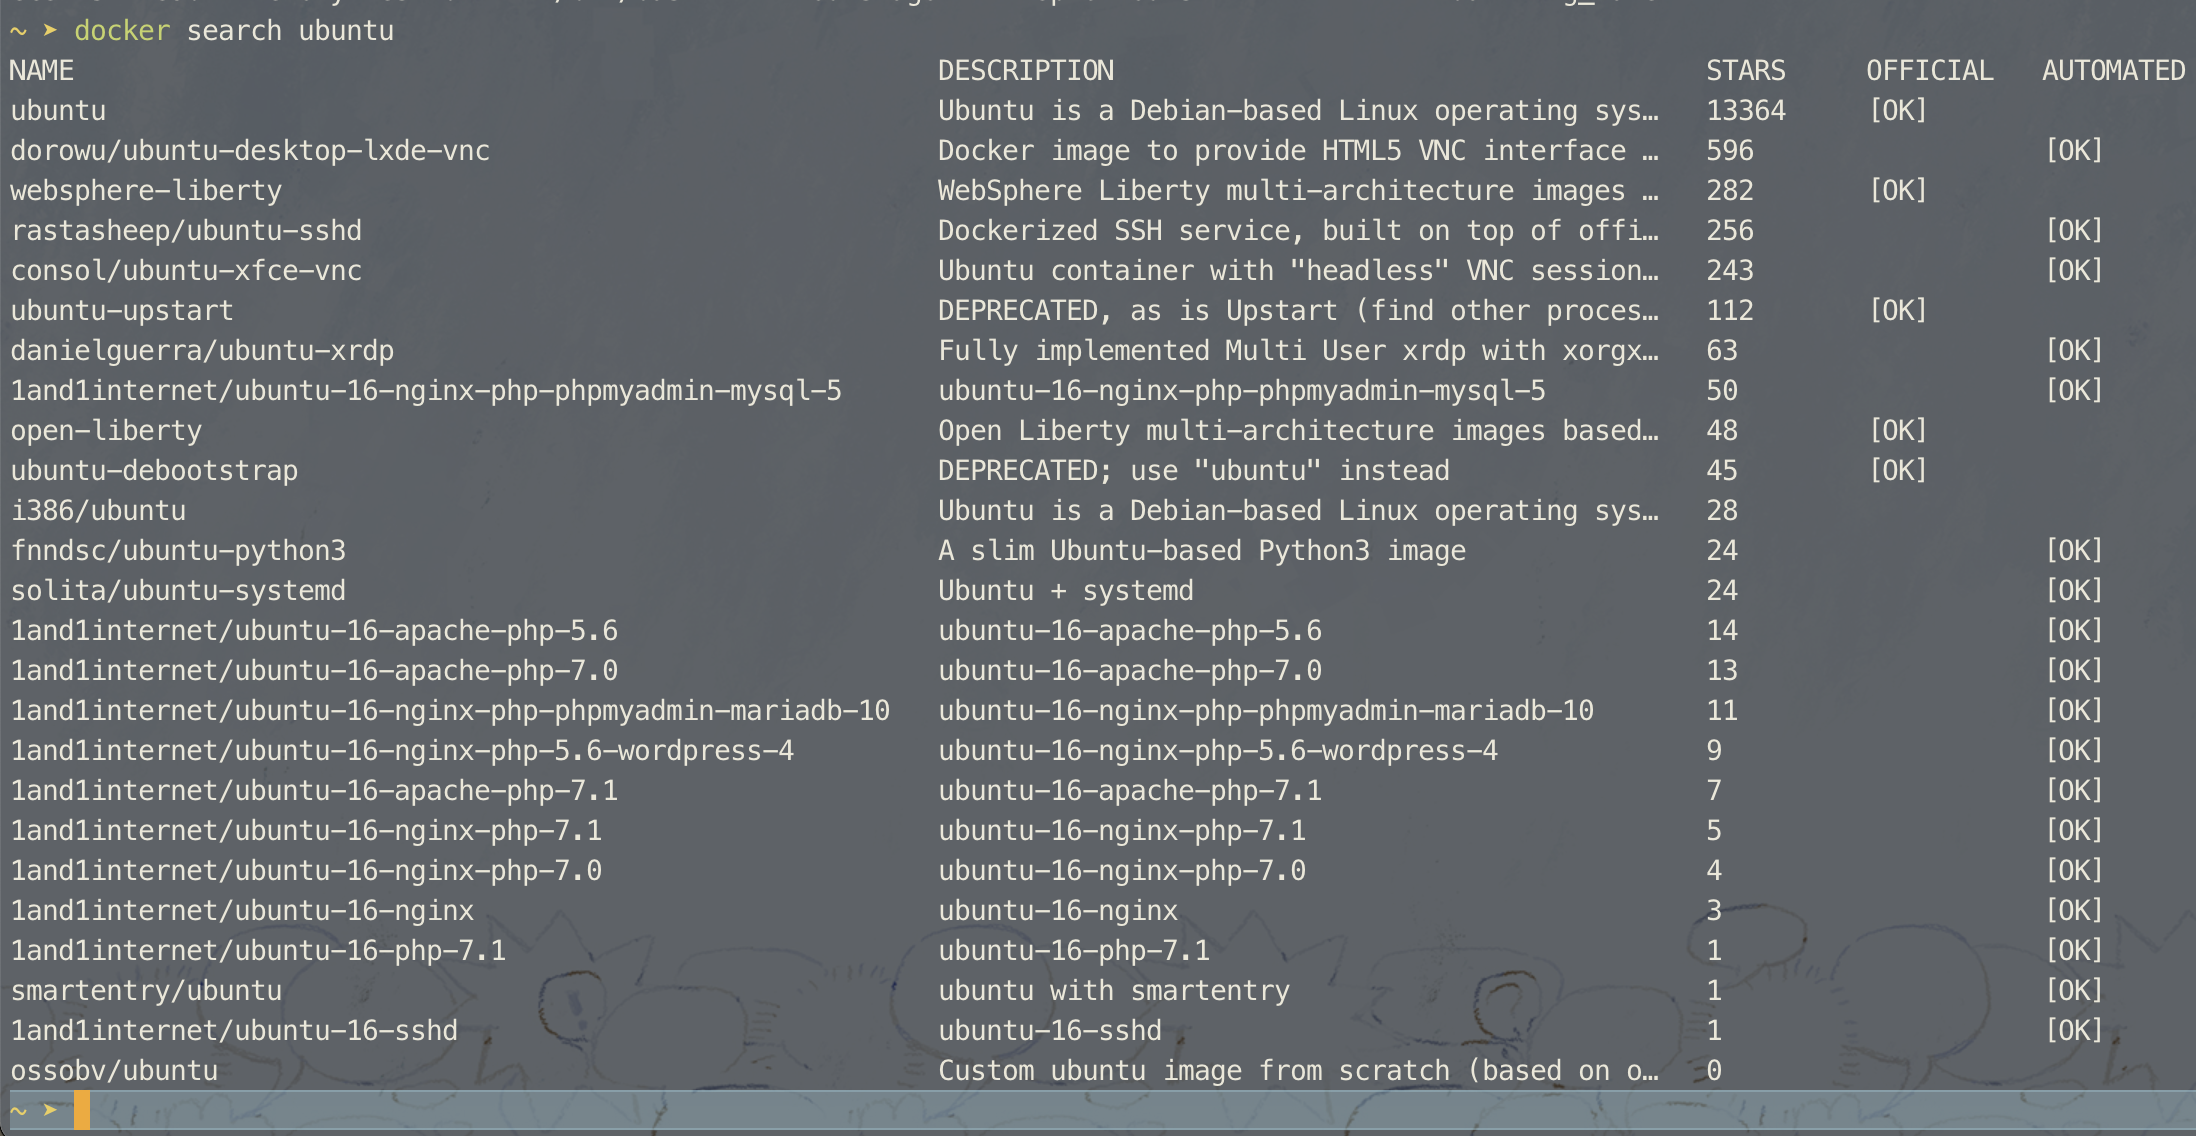 ~ ➤ docker search ubuntu
NAME DESCRIPTION STARS OFFICIAL AUTOMATED
ubuntu Ubuntu is a Debian-based Linux operating sys… 13364 [OK]
dorowu/ubuntu-desktop-lxde-vnc Docker image to provide HTML5 VNC interface … 596 [OK]
websphere-liberty WebSphere Liberty multi-architecture images … 282 [OK]
rastasheep/ubuntu-sshd Dockerized SSH service, built on top of offi… 256 [OK]
consol/ubuntu-xfce-vnc Ubuntu container with "headless" VNC session… 243 [OK]
ubuntu-upstart DEPRECATED, as is Upstart (find other proces… 112 [OK]
danielguerra/ubuntu-xrdp Fully implemented Multi User xrdp with xorgx… 63 [OK]
1and1internet/ubuntu-16-nginx-php-phpmyadmin-mysql-5 ubuntu-16-nginx-php-phpmyadmin-mysql-5 50 [OK]
open-liberty Open Liberty multi-architecture images based… 48 [OK]
ubuntu-debootstrap DEPRECATED; use "ubuntu" instead 45 [OK]
i386/ubuntu Ubuntu is a Debian-based Linux operating sys… 28
fnndsc/ubuntu-python3 A slim Ubuntu-based Python3 image 24 [OK]
solita/ubuntu-systemd Ubuntu + systemd 24 [OK]
1and1internet/ubuntu-16-apache-php-5.6 ubuntu-16-apache-php-5.6 14 [OK]
1and1internet/ubuntu-16-apache-php-7.0 ubuntu-16-apache-php-7.0 13 [OK]
1and1internet/ubuntu-16-nginx-php-phpmyadmin-mariadb-10 ubuntu-16-nginx-php-phpmyadmin-mariadb-10 11 [OK]
1and1internet/ubuntu-16-nginx-php-5.6-wordpress-4 ubuntu-16-nginx-php-5.6-wordpress-4 9 [OK]
1and1internet/ubuntu-16-apache-php-7.1 ubuntu-16-apache-php-7.1 7 [OK]
1and1internet/ubuntu-16-nginx-php-7.1 ubuntu-16-nginx-php-7.1 5 [OK]
1and1internet/ubuntu-16-nginx-php-7.0 ubuntu-16-nginx-php-7.0 4 [OK]
1and1internet/ubuntu-16-nginx ubuntu-16-nginx 3 [OK]
1and1internet/ubuntu-16-php-7.1 ubuntu-16-php-7.1 1 [OK]
smartentry/ubuntu ubuntu with smartentry 1 [OK]
1and1internet/ubuntu-16-sshd ubuntu-16-sshd 1 [OK]
ossobv/ubuntu Custom ubuntu image from scratch (based on o… 0
~ ➤